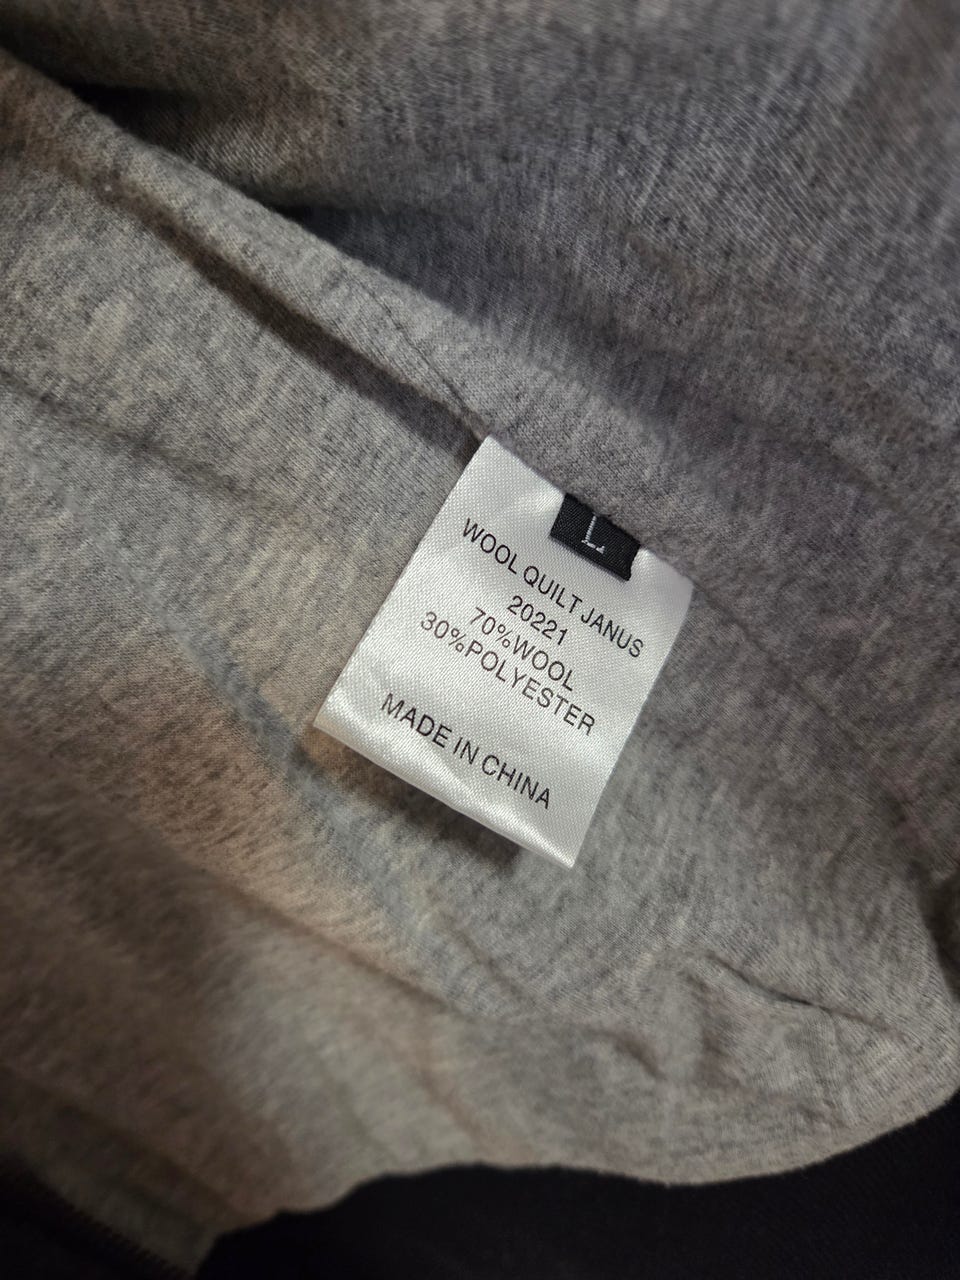 L
WOOL QUILT JANUS
20221
70%WOOL
30%POLYESTER
MADE IN CHINA